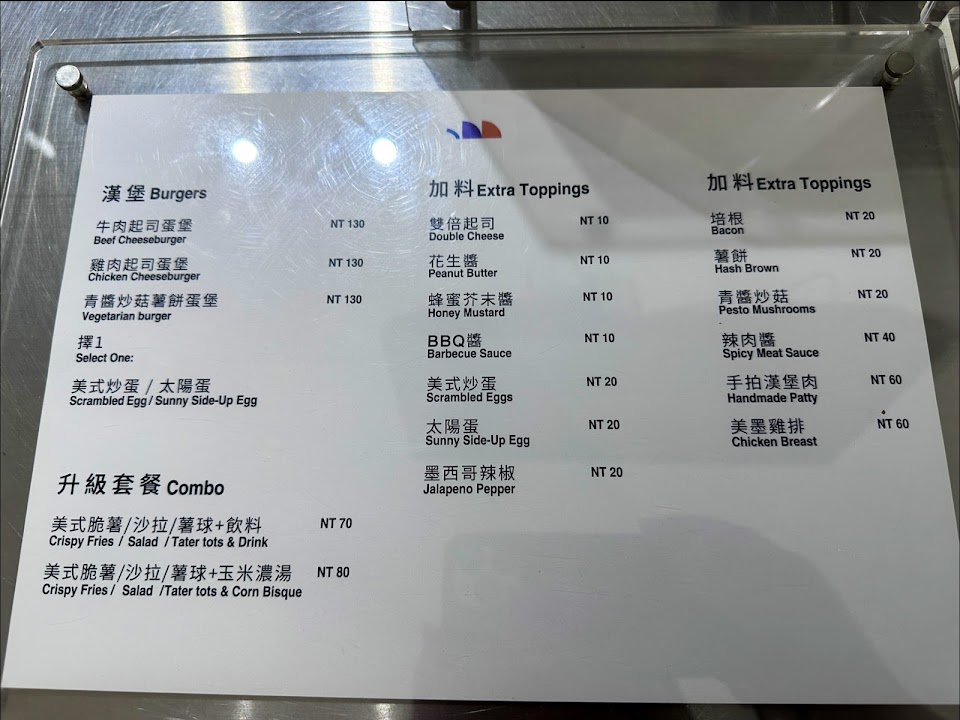 漢堡 Burgers
牛肉起司蛋堡 NT 130
Beef Cheeseburger
雞肉起司蛋堡 NT 130
Chicken Cheeseburger
青醬炒菇薯餅蛋堡 NT 130
Vegetarian burger
擇1
Select One:
美式炒蛋 / 太陽蛋
Scrambled Egg / Sunny Side-Up Egg
升級套餐 Combo
美式脆薯/沙拉/薯球+飲料 NT 70
Crispy Fries / Salad / Tater tots & Drink
美式脆薯/沙拉/薯球+玉米濃湯 NT 80
Crispy Fries / Salad /Tater tots & Corn Bisque
加料 Extra Toppings
雙倍起司 NT 10
Double Cheese
花生醬 NT 10
Peanut Butter
蜂蜜芥末醬 NT 10
Honey Mustard
BBQ醬 NT 10
Barbecue Sauce
美式炒蛋 NT 20
Scrambled Eggs
太陽蛋 NT 20
Sunny Side-Up Egg
墨西哥辣椒 NT 20
Jalapeno Pepper
加料 Extra Toppings
培根 NT 20
Bacon
薯餅 NT 20
Hash Brown
青醬炒菇 NT 20
Pesto Mushrooms
辣肉醬 NT 40
Spicy Meat Sauce
手拍漢堡肉 NT 60
Handmade Patty
美墨雞排 NT 60
Chicken Breast